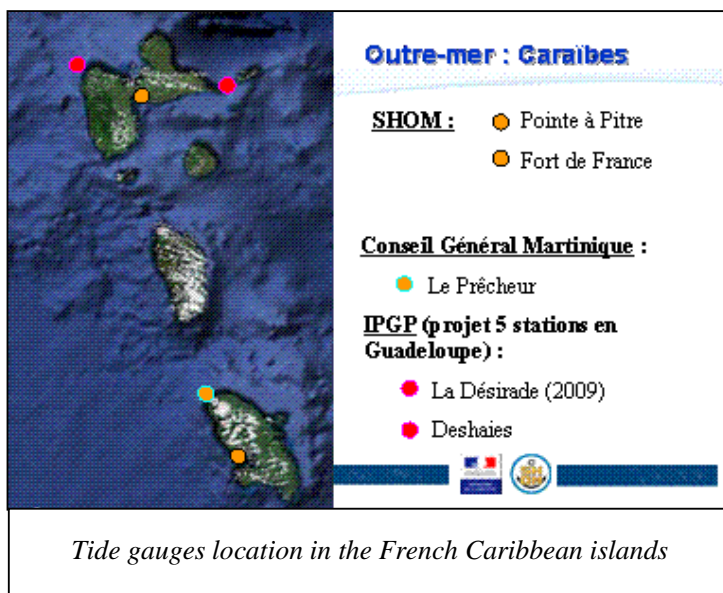 Outre-mer : Caraïbes
SHOM : Pointe à Pitre
Fort de France
Conseil Général Martinique :
Le Prêcheur
IPGP (projet 5 stations en
Guadeloupe) :
La Désirade (2009)
Deshaies
Tide gauges location in the French Caribbean islands